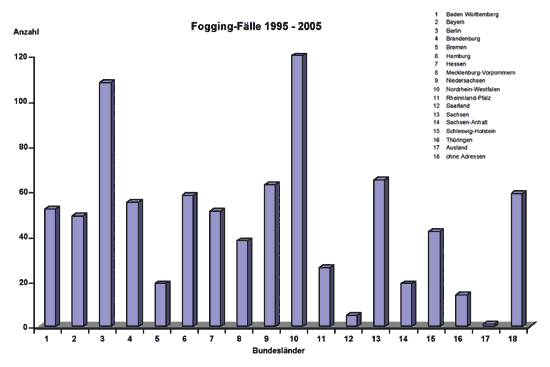 Fogging-Fälle 1995 - 2005
Anzahl
120
100
80
60
40
20
0
1 2 3 4 5 6 7 8 9 10 11 12 13 14 15 16 17 18
Bundesländer
1 Baden Württemberg
2 Bayern
3 Berlin
4 Brandenburg
5 Bremen
6 Hamburg
7 Hessen
8 Mecklenburg-Vorpommern
9 Niedersachsen
10 Nordrhein-Westfalen
11 Rheinnland-Pfalz
12 Saarland
13 Sachsen
14 Sachsen-Anhalt
15 Schleswig-Holstein
16 Thüringen
17 Ausland
18 ohne Adressen